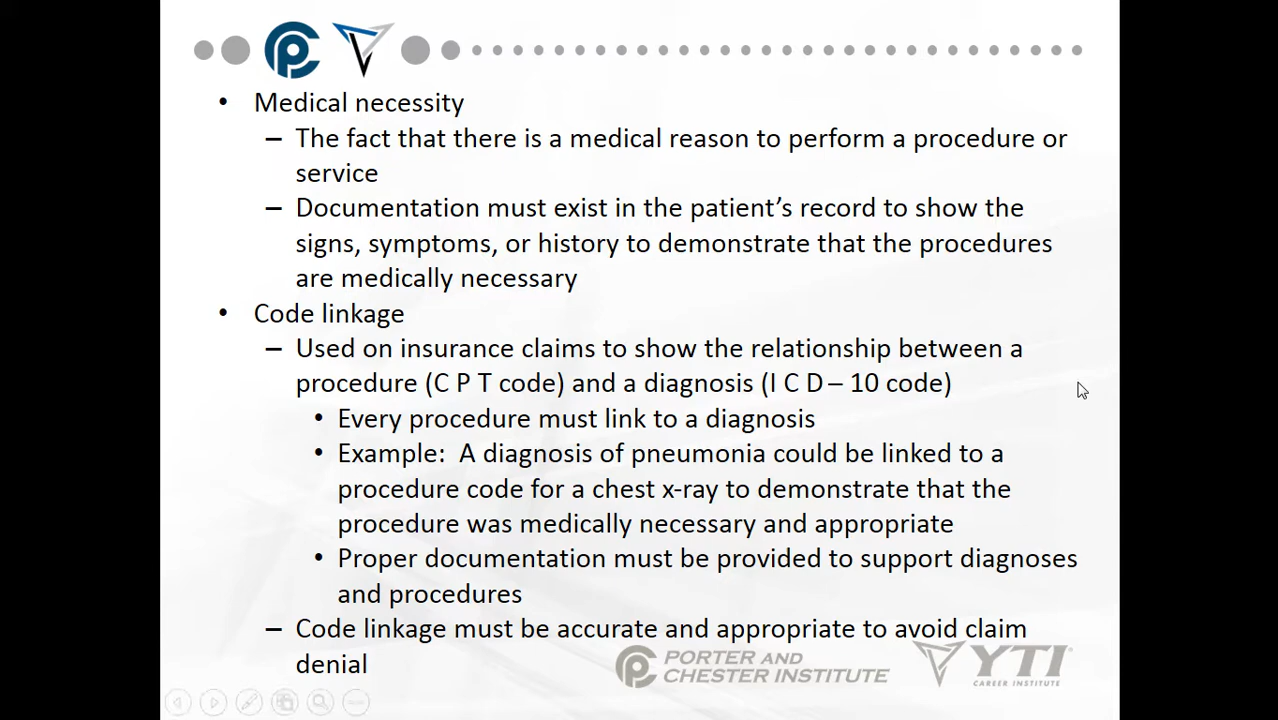 • Medical necessity
– The fact that there is a medical reason to perform a procedure or
service
– Documentation must exist in the patient’s record to show the
signs, symptoms, or history to demonstrate that the procedures
are medically necessary
• Code linkage
– Used on insurance claims to show the relationship between a
procedure (C P T code) and a diagnosis (I C D – 10 code)
• Every procedure must link to a diagnosis
• Example:  A diagnosis of pneumonia could be linked to a
procedure code for a chest x-ray to demonstrate that the
procedure was medically necessary and appropriate
• Proper documentation must be provided to support diagnoses
and procedures
– Code linkage must be accurate and appropriate to avoid claim
denial
PORTER AND
CHESTER INSTITUTE
YTI
CAREER INSTITUTE